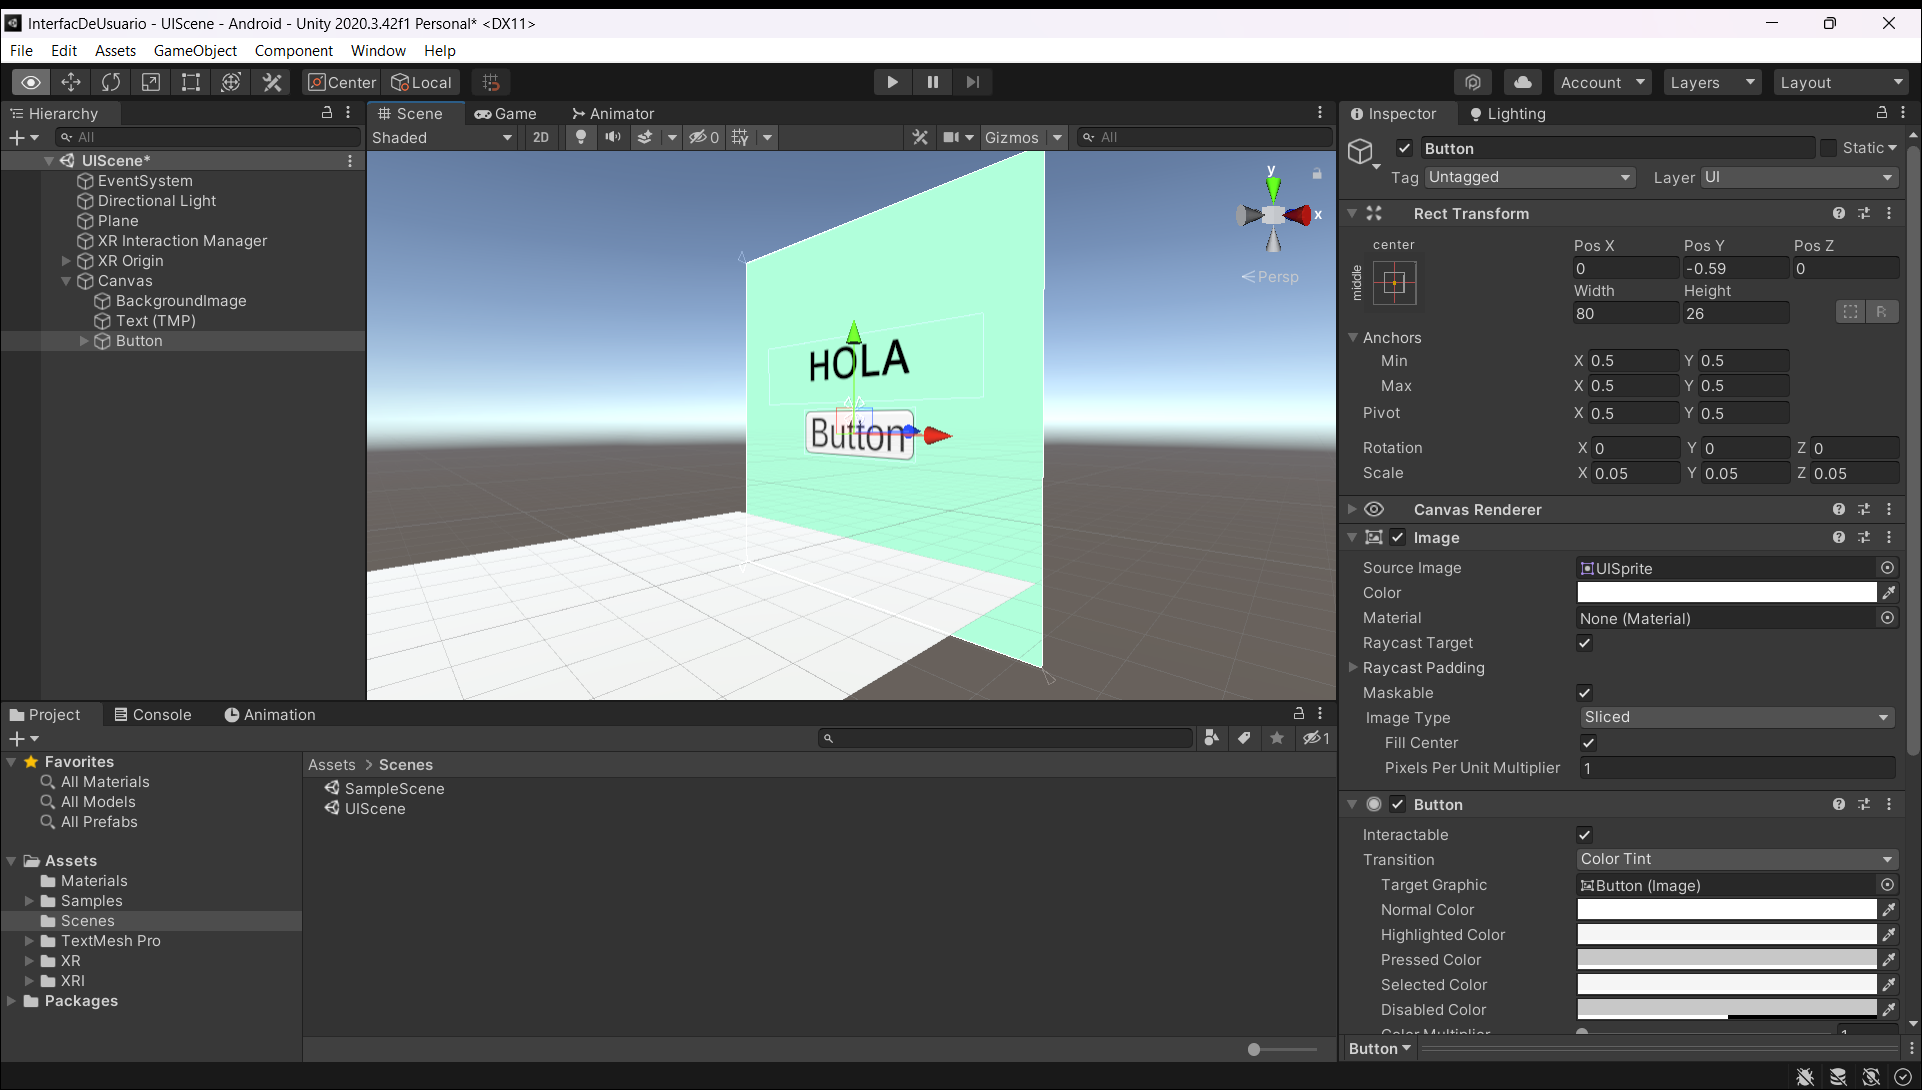 InterfacDeUsuario - UIScene - Android - Unity 2020.3.42f1 Personal* <DX11>
File Edit Assets GameObject Component Window Help
Center Local Account Layers Layout
Hierarchy
All
UIScene*
EventSystem
Directional Light
Plane
XR Interaction Manager
XR Origin
Canvas
BackgroundImage
Text (TMP)
Button
Scene Game Animator
Shaded 2D 0 Gizmos All
y
x
Persp
HOLA
Button
Inspector Lighting
Button Static
Tag Untagged Layer UI
Rect Transform
center
middle
Pos X Pos Y Pos Z
0 -0.59 0
Width Height
80 26 R
Anchors
Min X 0.5 Y 0.5
Max X 0.5 Y 0.5
Pivot X 0.5 Y 0.5
Rotation X 0 Y 0 Z 0
Scale X 0.05 Y 0.05 Z 0.05
Canvas Renderer
Image
Source Image UISprite
Color
Material None (Material)
Raycast Target
Raycast Padding
Maskable
Image Type Sliced
Fill Center
Pixels Per Unit Multiplier 1
Button
Interactable
Transition Color Tint
Target Graphic Button (Image)
Normal Color
Highlighted Color
Pressed Color
Selected Color
Disabled Color
Color Multiplier 1
Button
Project Console Animation
1
Favorites
All Materials
All Models
All Prefabs
Assets
Materials
Samples
Scenes
TextMesh Pro
XR
XRI
Packages
Assets > Scenes
SampleScene
UIScene